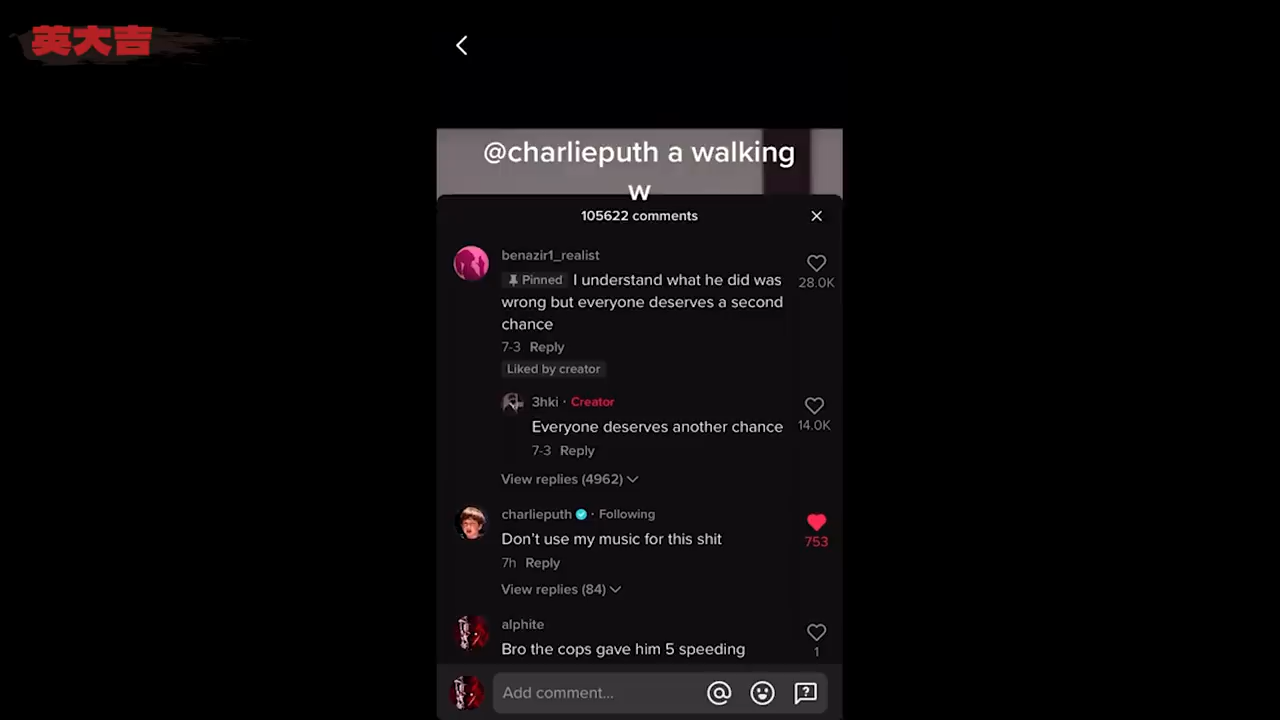 英大吉
@charlieputh a walking
w
105622 comments
benazir1_realist
Pinned I understand what he did was
wrong but everyone deserves a second
chance
28.0K
7-3 Reply
Liked by creator
3hki · Creator
Everyone deserves another chance
14.0K
7-3 Reply
View replies (4962)
charlieputh · Following
Don't use my music for this shit
753
7h Reply
View replies (84)
alphite
Bro the cops gave him 5 speeding
1
Add comment...